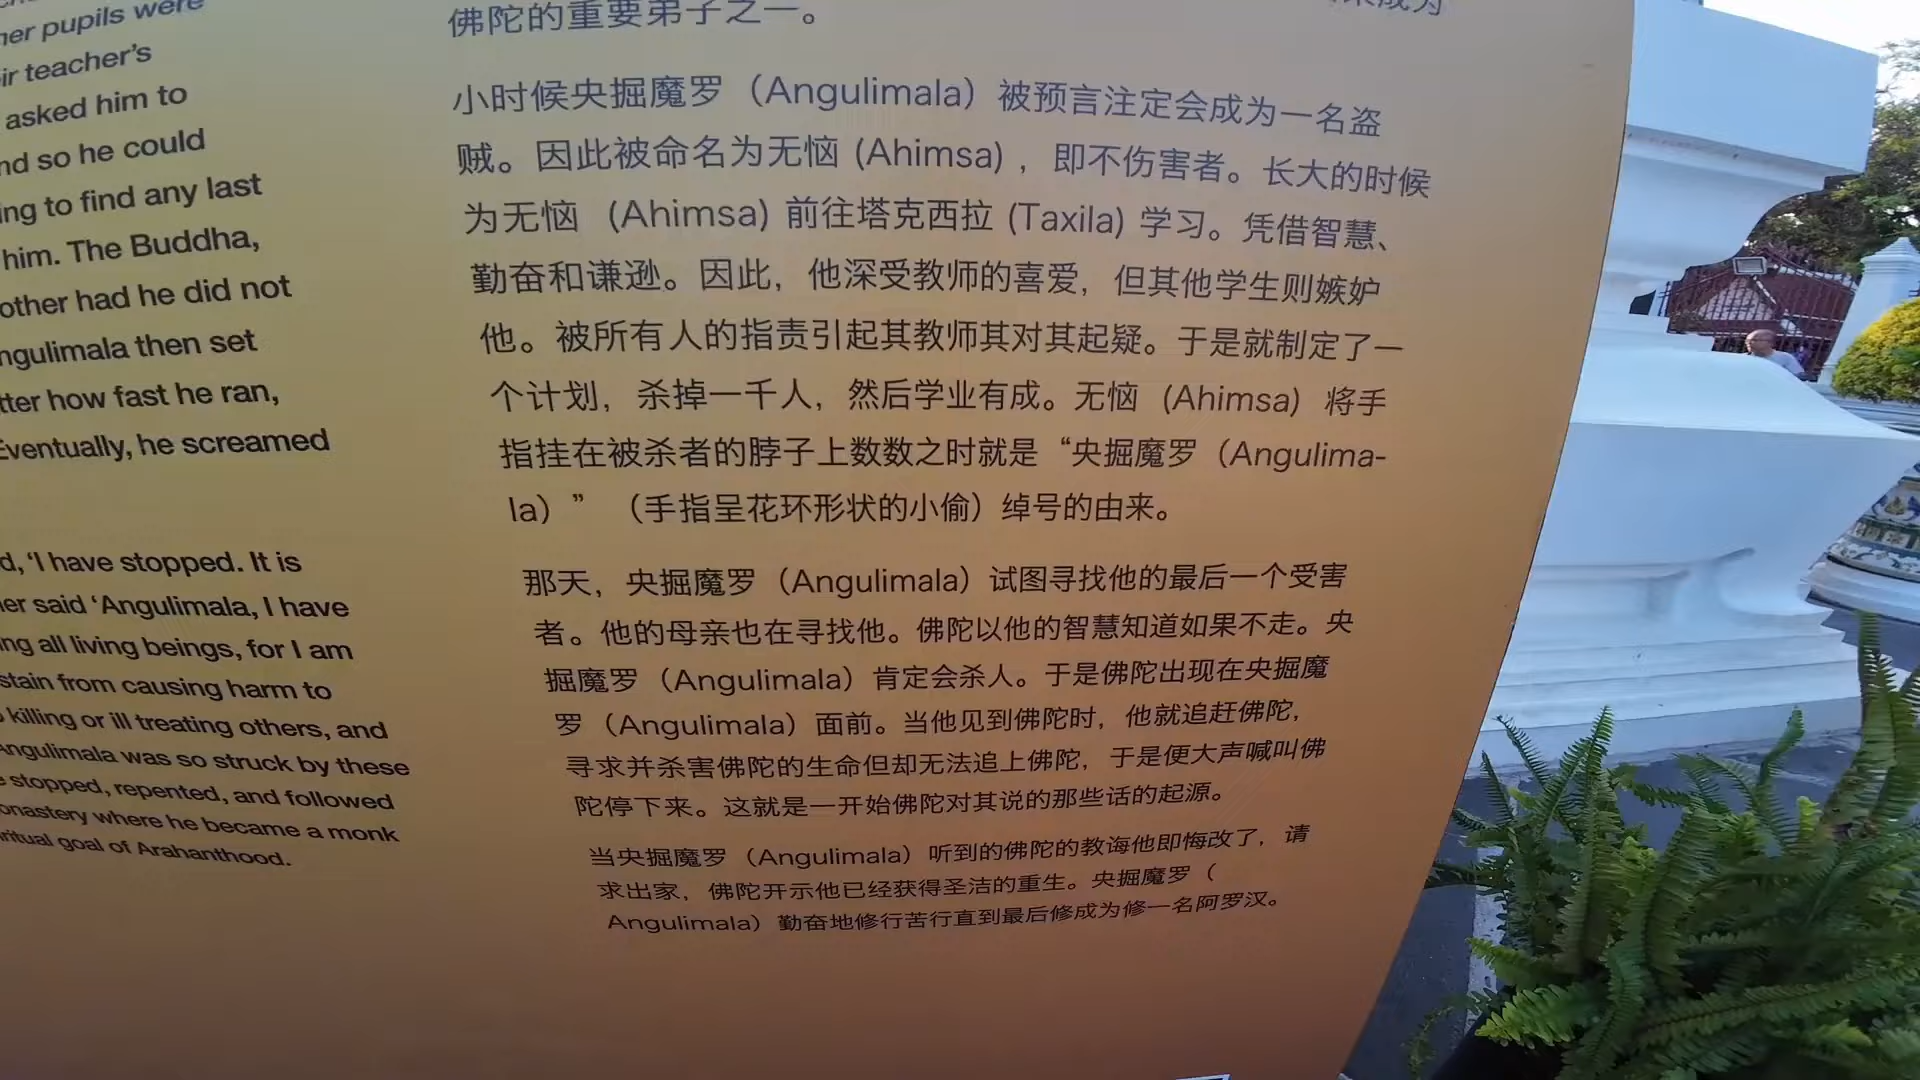 her pupils were
ir teacher's
asked him to
nd so he could
ing to find any last
him. The Buddha,
other had he did not
ngulimala then set
tter how fast he ran,
Eventually, he screamed
d, 'I have stopped. It is
er said 'Angulimala, I have
ng all living beings, for I am
stain from causing harm to
killing or ill treating others, and
Angulimala was so struck by these
e stopped, repented, and followed
onastery where he became a monk
iritual goal of Arahanthood.
佛陀的重要弟子之一。
小时候央掘魔罗（Angulimala）被预言注定会成为一名盗
贼。因此被命名为无恼 (Ahimsa) ，即不伤害者。长大的时候
为无恼 (Ahimsa) 前往塔克西拉 (Taxila) 学习。凭借智慧、
勤奋和谦逊。因此，他深受教师的喜爱，但其他学生则嫉妒
他。被所有人的指责引起其教师其对其起疑。于是就制定了一
个计划，杀掉一千人，然后学业有成。无恼 (Ahimsa) 将手
指挂在被杀者的脖子上数数之时就是“央掘魔罗（Angulima-
la）”（手指呈花环形状的小偷）绰号的由来。
那天，央掘魔罗（Angulimala）试图寻找他的最后一个受害
者。他的母亲也在寻找他。佛陀以他的智慧知道如果不走。央
掘魔罗（Angulimala）肯定会杀人。于是佛陀出现在央掘魔
罗（Angulimala）面前。当他见到佛陀时，他就追赶佛陀，
寻求并杀害佛陀的生命但却无法追上佛陀，于是便大声喊叫佛
陀停下来。这就是一开始佛陀对其说的那些话的起源。
当央掘魔罗（Angulimala）听到的佛陀的教诲他即悔改了，请
求出家，佛陀开示他已经获得圣洁的重生。央掘魔罗（
Angulimala）勤奋地修行苦行直到最后修成为修一名阿罗汉。